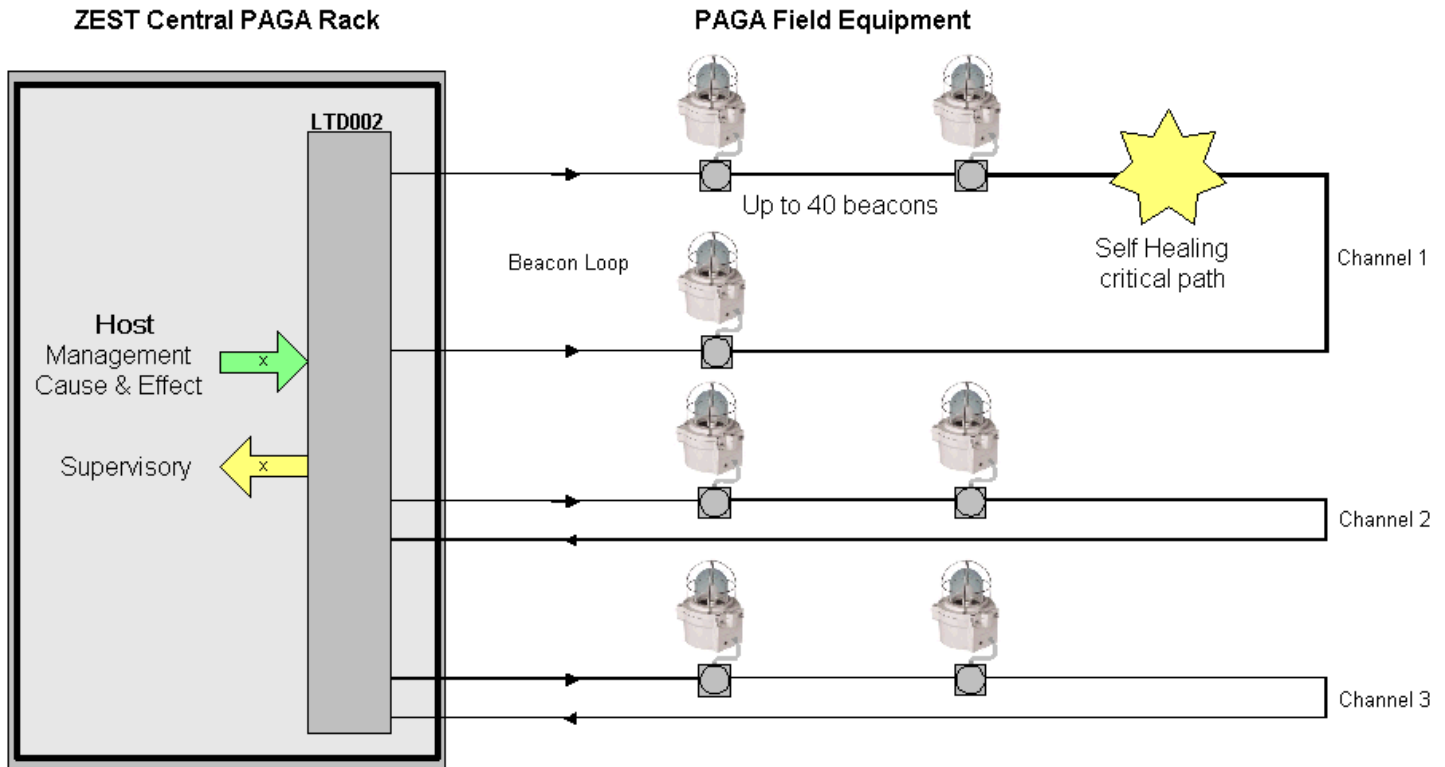 ZEST Central PAGA Rack
PAGA Field Equipment
LTD002
Up to 40 beacons
Beacon Loop
Self Healing
critical path
Channel 1
Host
Management
Cause & Effect
x
Supervisory
x
Channel 2
Channel 3